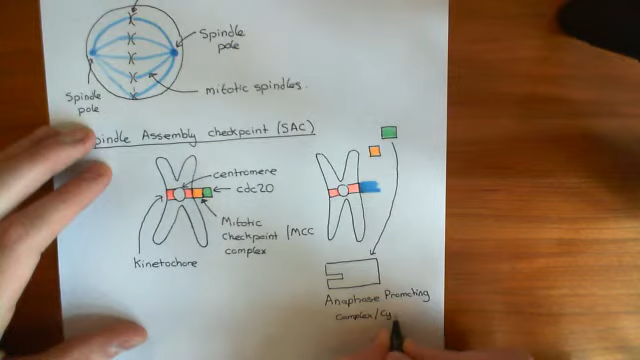 Spindle
pole
mitotic spindles.
Spindle
pole
pindle Assembly checkpoint (SAC)
centromere
cdc20
Mitotic
Checkpoint /MCC
complex
Kinetochore
Anaphase Promoting
Complex/Cy